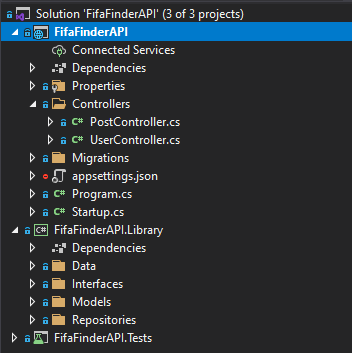 Solution 'FifaFinderAPI' (3 of 3 projects)
FifaFinderAPI
Connected Services
Dependencies
Properties
Controllers
C# PostController.cs
C# UserController.cs
Migrations
appsettings.json
C# Program.cs
C# Startup.cs
C# FifaFinderAPI.Library
Dependencies
Data
Interfaces
Models
Repositories
FifaFinderAPI.Tests